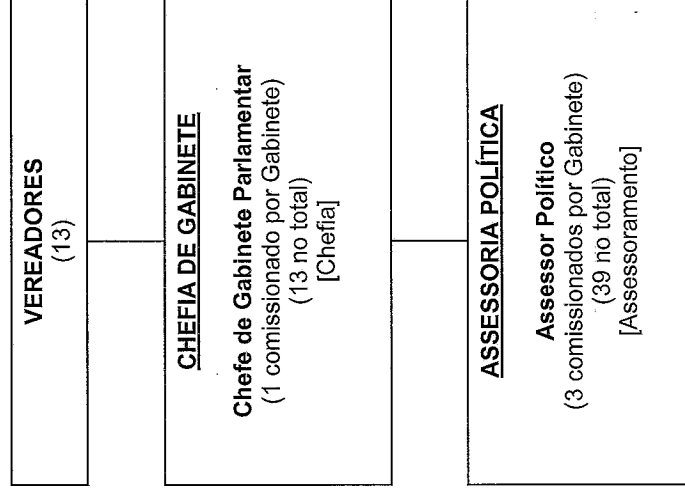 VEREADORES
(13)
CHEFIA DE GABINETE
Chefe de Gabinete Parlamentar
(1 comissionado por Gabinete)
(13 no total)
[Chefia]
ASSESSORIA POLÍTICA
Assessor Político
(3 comissionados por Gabinete)
(39 no total)
[Assessoramento]